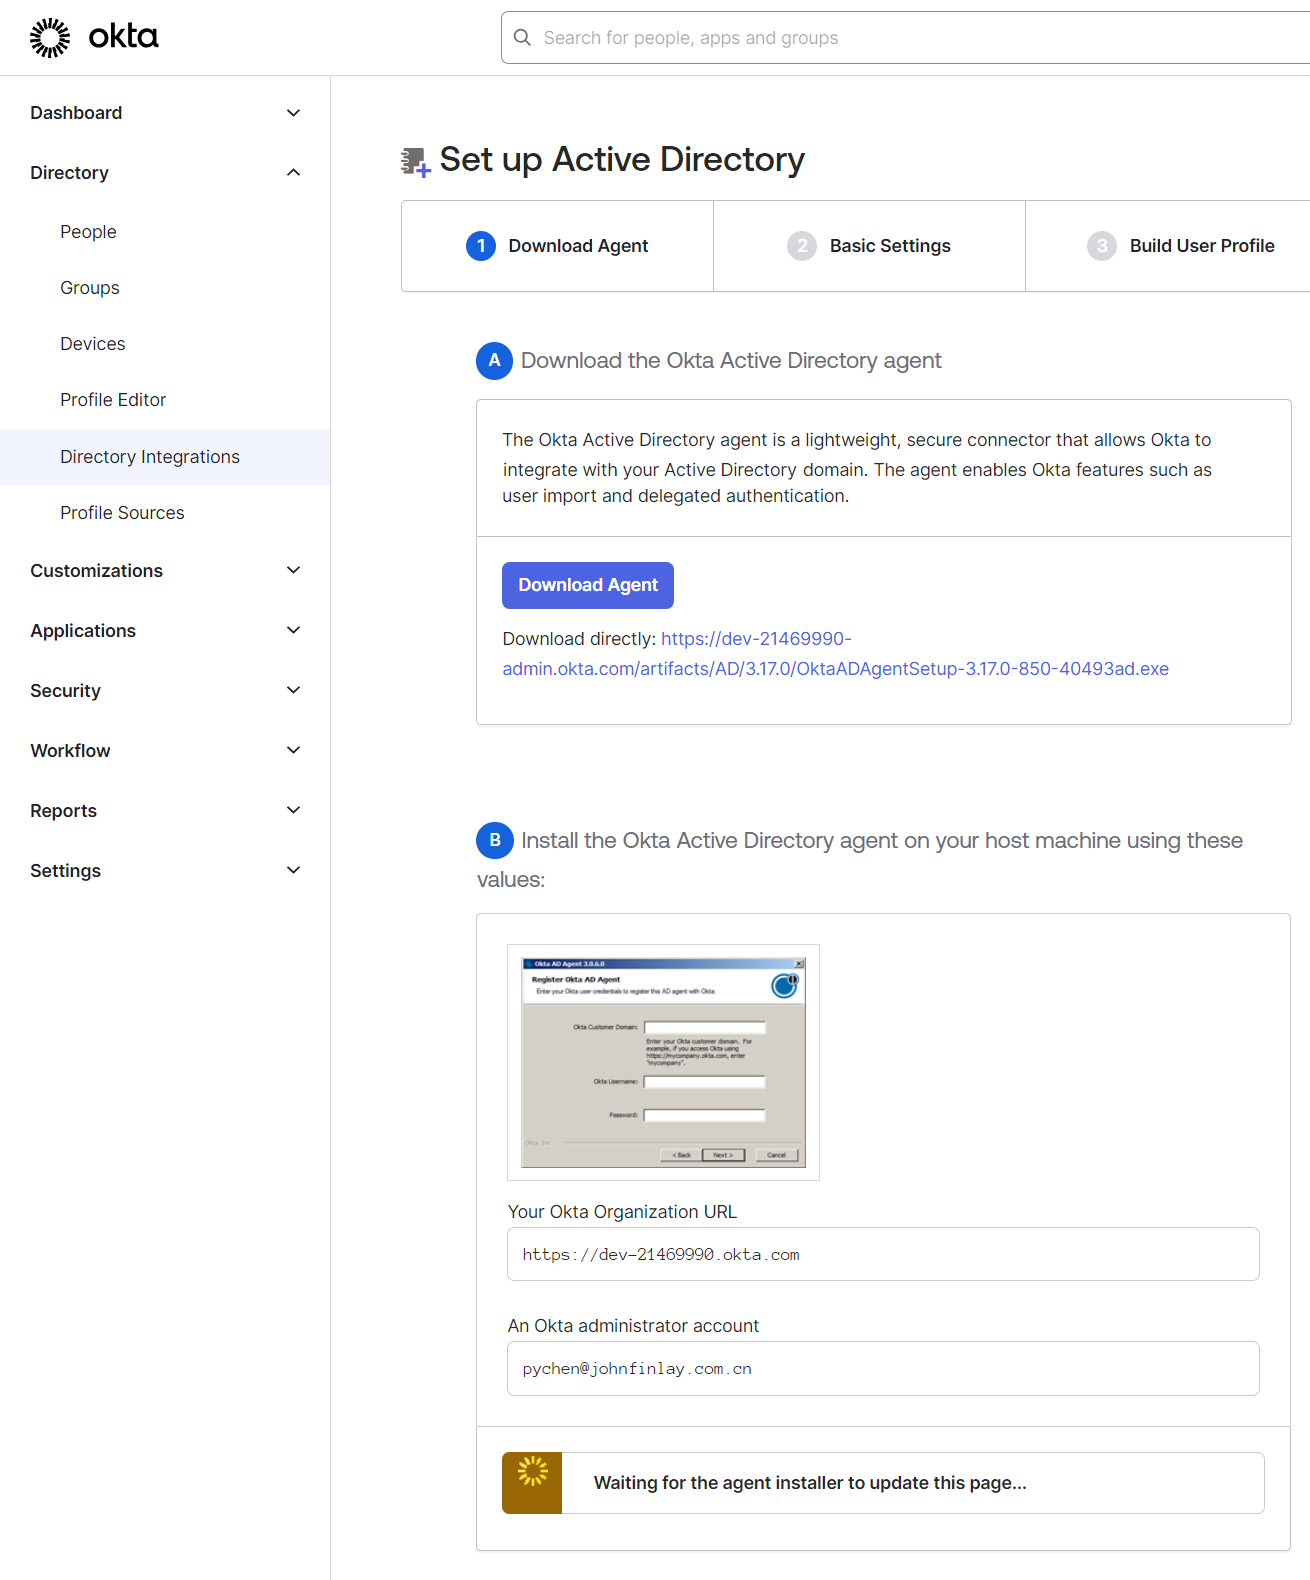 okta
Search for people, apps and groups
Dashboard
Directory
People
Groups
Devices
Profile Editor
Directory Integrations
Profile Sources
Customizations
Applications
Security
Workflow
Reports
Settings
Set up Active Directory
1 Download Agent
2 Basic Settings
3 Build User Profile
A Download the Okta Active Directory agent
The Okta Active Directory agent is a lightweight, secure connector that allows Okta to
integrate with your Active Directory domain. The agent enables Okta features such as
user import and delegated authentication.
Download Agent
Download directly: https://dev-21469990-
admin.okta.com/artifacts/AD/3.17.0/OktaADAgentSetup-3.17.0-850-40493ad.exe
B Install the Okta Active Directory agent on your host machine using these
values:
Okta AD Agent 3.0.6.0
Register Okta AD Agent
Enter your Okta user credentials to register this AD agent with Okta.
Okta Customer Domain:
Enter your Okta customer domain. For
example, if you access Okta using
https://mycompany.okta.com, enter
"mycompany".
Okta Username:
Password:
Okta, Inc
< Back
Next >
Cancel
Your Okta Organization URL
https://dev-21469990.okta.com
An Okta administrator account
pychen@johnfinlay.com.cn
Waiting for the agent installer to update this page...